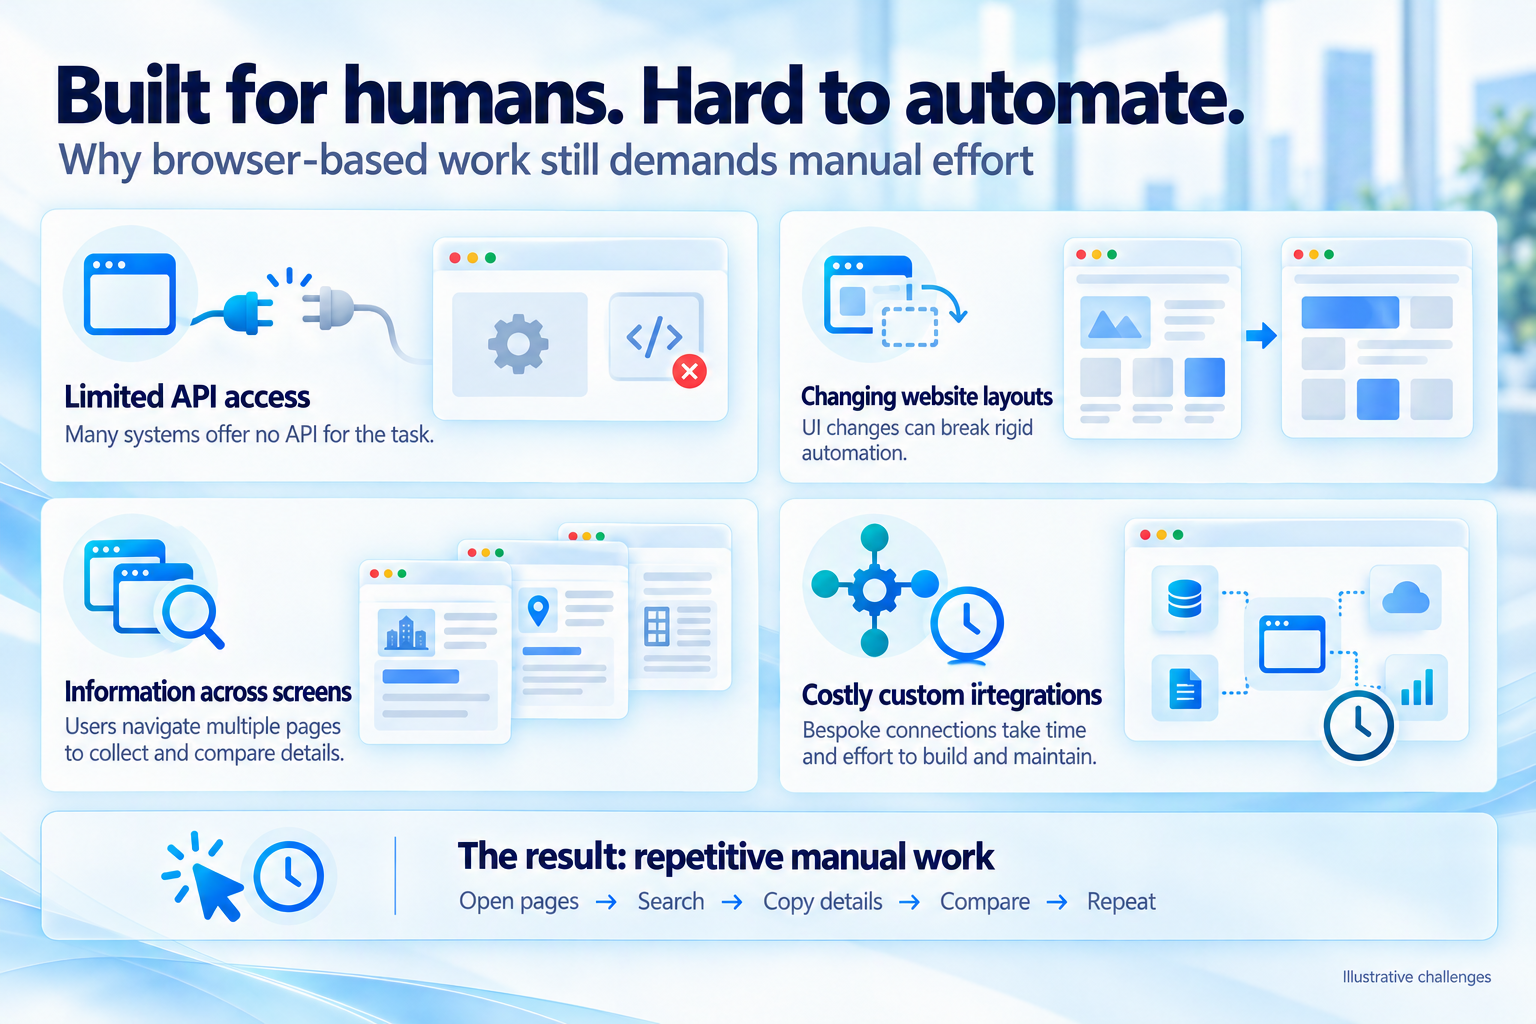 Built for humans. Hard to automate.
Why browser-based work still demands manual effort
Limited API access
Many systems offer no API for the task.
Changing website layouts
UI changes can break rigid
automation.
Information across screens
Users navigate multiple pages
to collect and compare details.
Costly custom irtegrations
Bespoke connections take time
and effort to build and maintain.
The result: repetitive manual work
Open pages → Search → Copy details → Compare → Repeat
Illustrative challenges